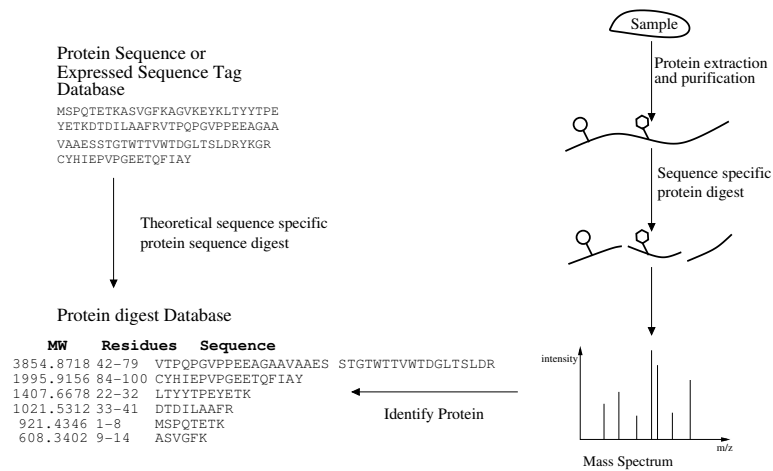 Protein Sequence or
Expressed Sequence Tag
Database
MSPQTETKASVGFKAGVKEYKLTYYTPE
YETKDTDILAAFRVTPQPGVPPEEAGAA
VAAESSTGTWTTVWTDGLTSLDRYKGR
CYHIEPVPGEETQFIAY
Theoretical sequence specific
protein sequence digest
Protein digest Database
MW Residues Sequence
3854.8718 42-79 VTPQPGVPPEEAGAAVAAES STGTWTTVWTDGLTSLDR
1995.9156 84-100 CYHIEPVPGEETQFIAY
1407.6678 22-32 LTYYTPEYETK
1021.5312 33-41 DTDILAAFR
921.4346 1-8 MSPQTETK
608.3402 9-14 ASVGFK
Sample
Protein extraction
and purification
Sequence specific
protein digest
intensity
m/z
Mass Spectrum
Identify Protein